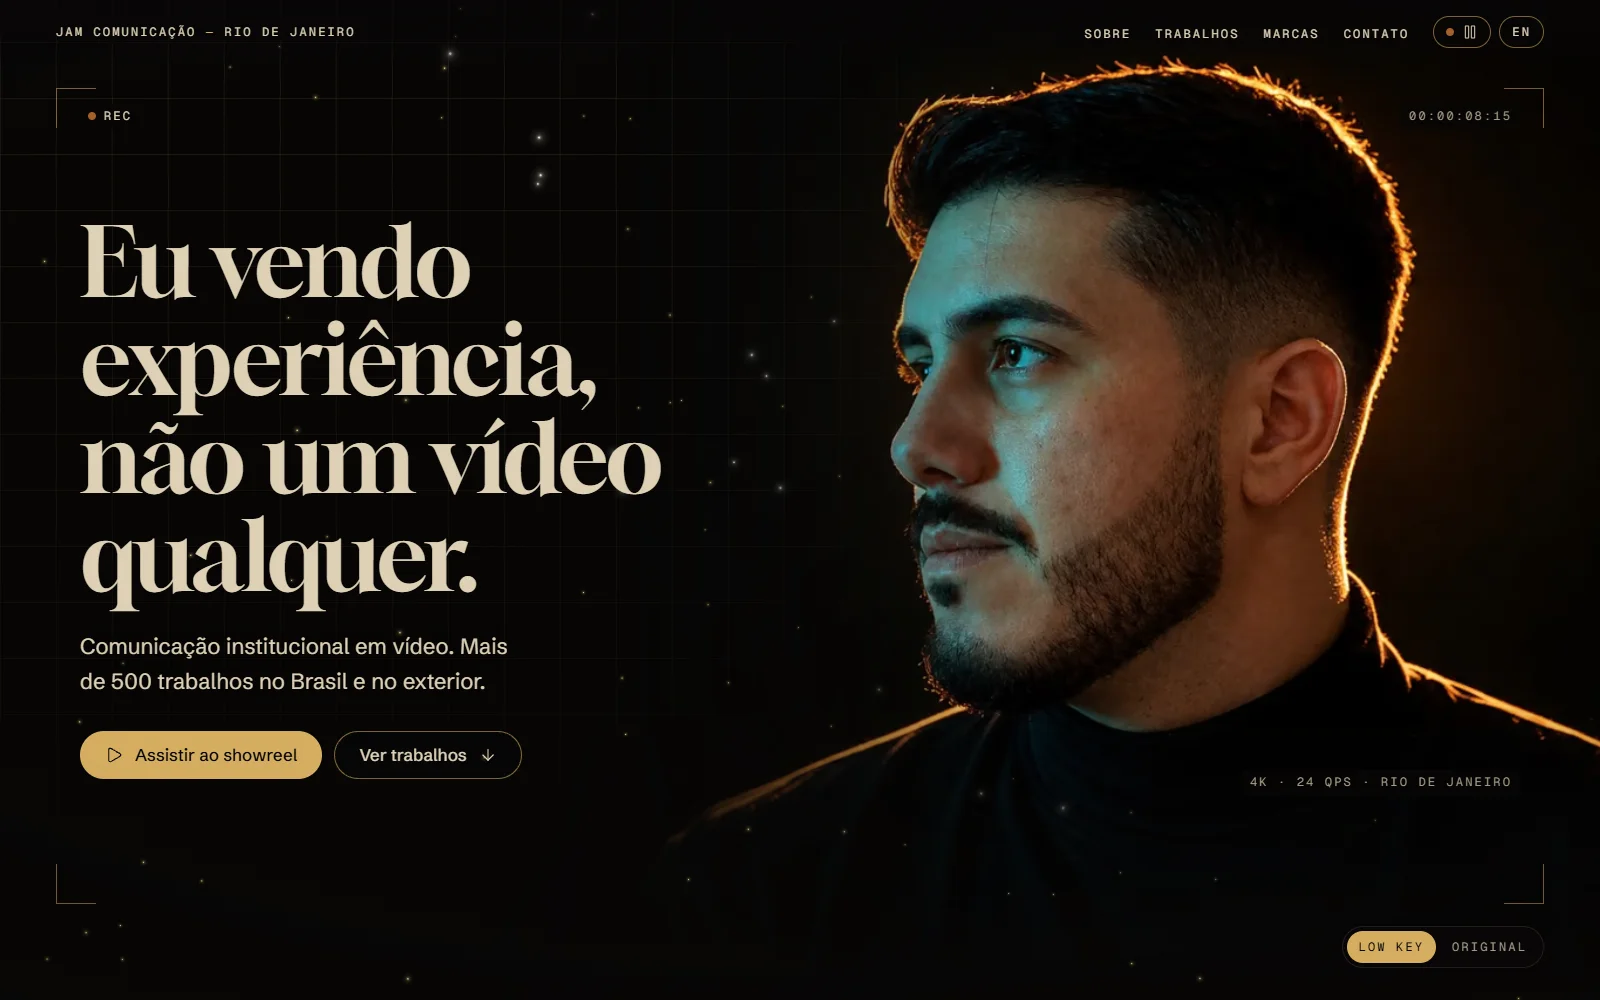 JAM COMUNICAÇÃO — RIO DE JANEIRO
SOBRE TRABALHOS MARCAS CONTATO EN
REC
00:00:08:15
Eu vendo
experiência,
não um vídeo
qualquer.
Comunicação institucional em vídeo. Mais
de 500 trabalhos no Brasil e no exterior.
Assistir ao showreel Ver trabalhos
4K · 24 QPS · RIO DE JANEIRO
LOW KEY ORIGINAL